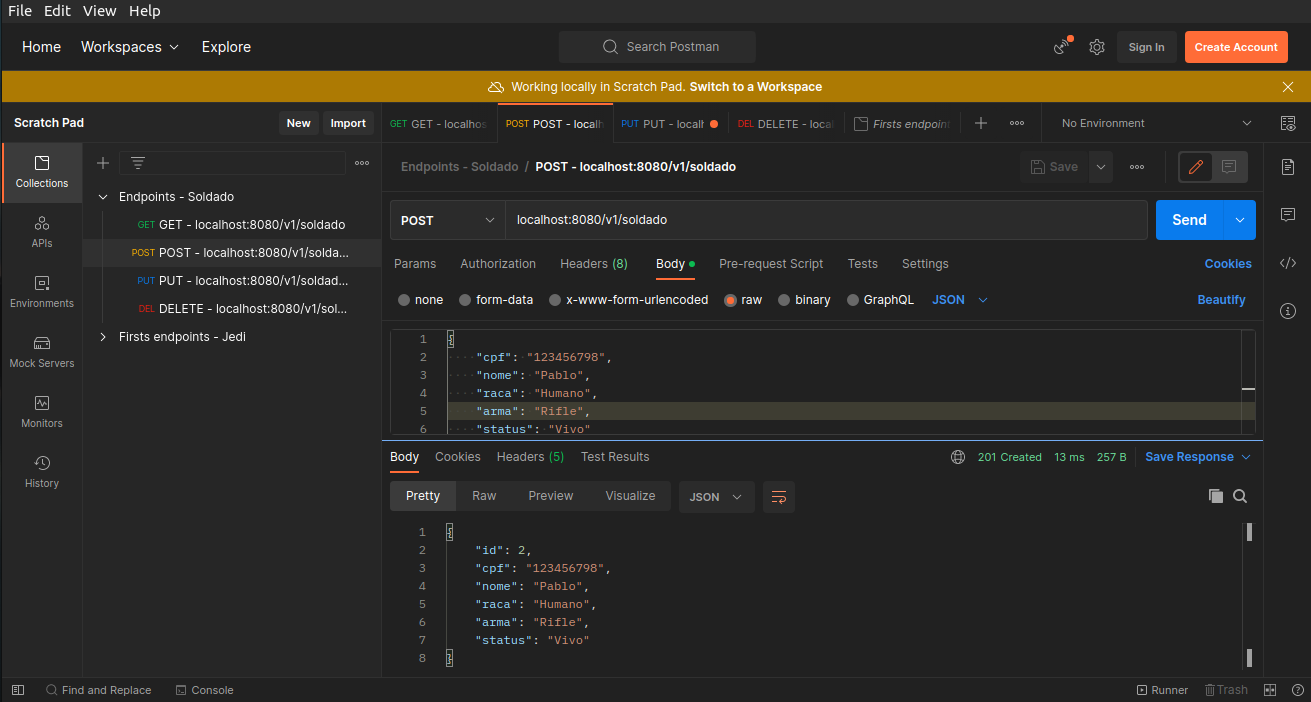 File Edit View Help
Home Workspaces Explore Search Postman Sign In Create Account
Working locally in Scratch Pad. Switch to a Workspace
Scratch Pad New Import
GET GET - localhos POST POST - localh PUT PUT - localh DEL DELETE - local Firsts endpoint No Environment
Collections
APIs
Environments
Mock Servers
Monitors
History
Endpoints - Soldado
GET GET - localhost:8080/v1/soldado
POST POST - localhost:8080/v1/solda...
PUT PUT - localhost:8080/v1/soldad...
DEL DELETE - localhost:8080/v1/sol...
Firsts endpoints - Jedi
Endpoints - Soldado / POST - localhost:8080/v1/soldado Save
POST localhost:8080/v1/soldado Send
Params Authorization Headers (8) Body Pre-request Script Tests Settings Cookies
none form-data x-www-form-urlencoded raw binary GraphQL JSON Beautify
1 {
2 "cpf": "123456798",
3 "nome": "Pablo",
4 "raca": "Humano",
5 "arma": "Rifle",
6 "status": "Vivo"
Body Cookies Headers (5) Test Results 201 Created 13 ms 257 B Save Response
Pretty Raw Preview Visualize JSON
1 {
2 "id": 2,
3 "cpf": "123456798",
4 "nome": "Pablo",
5 "raca": "Humano",
6 "arma": "Rifle",
7 "status": "Vivo"
8 }
Find and Replace Console Runner Trash